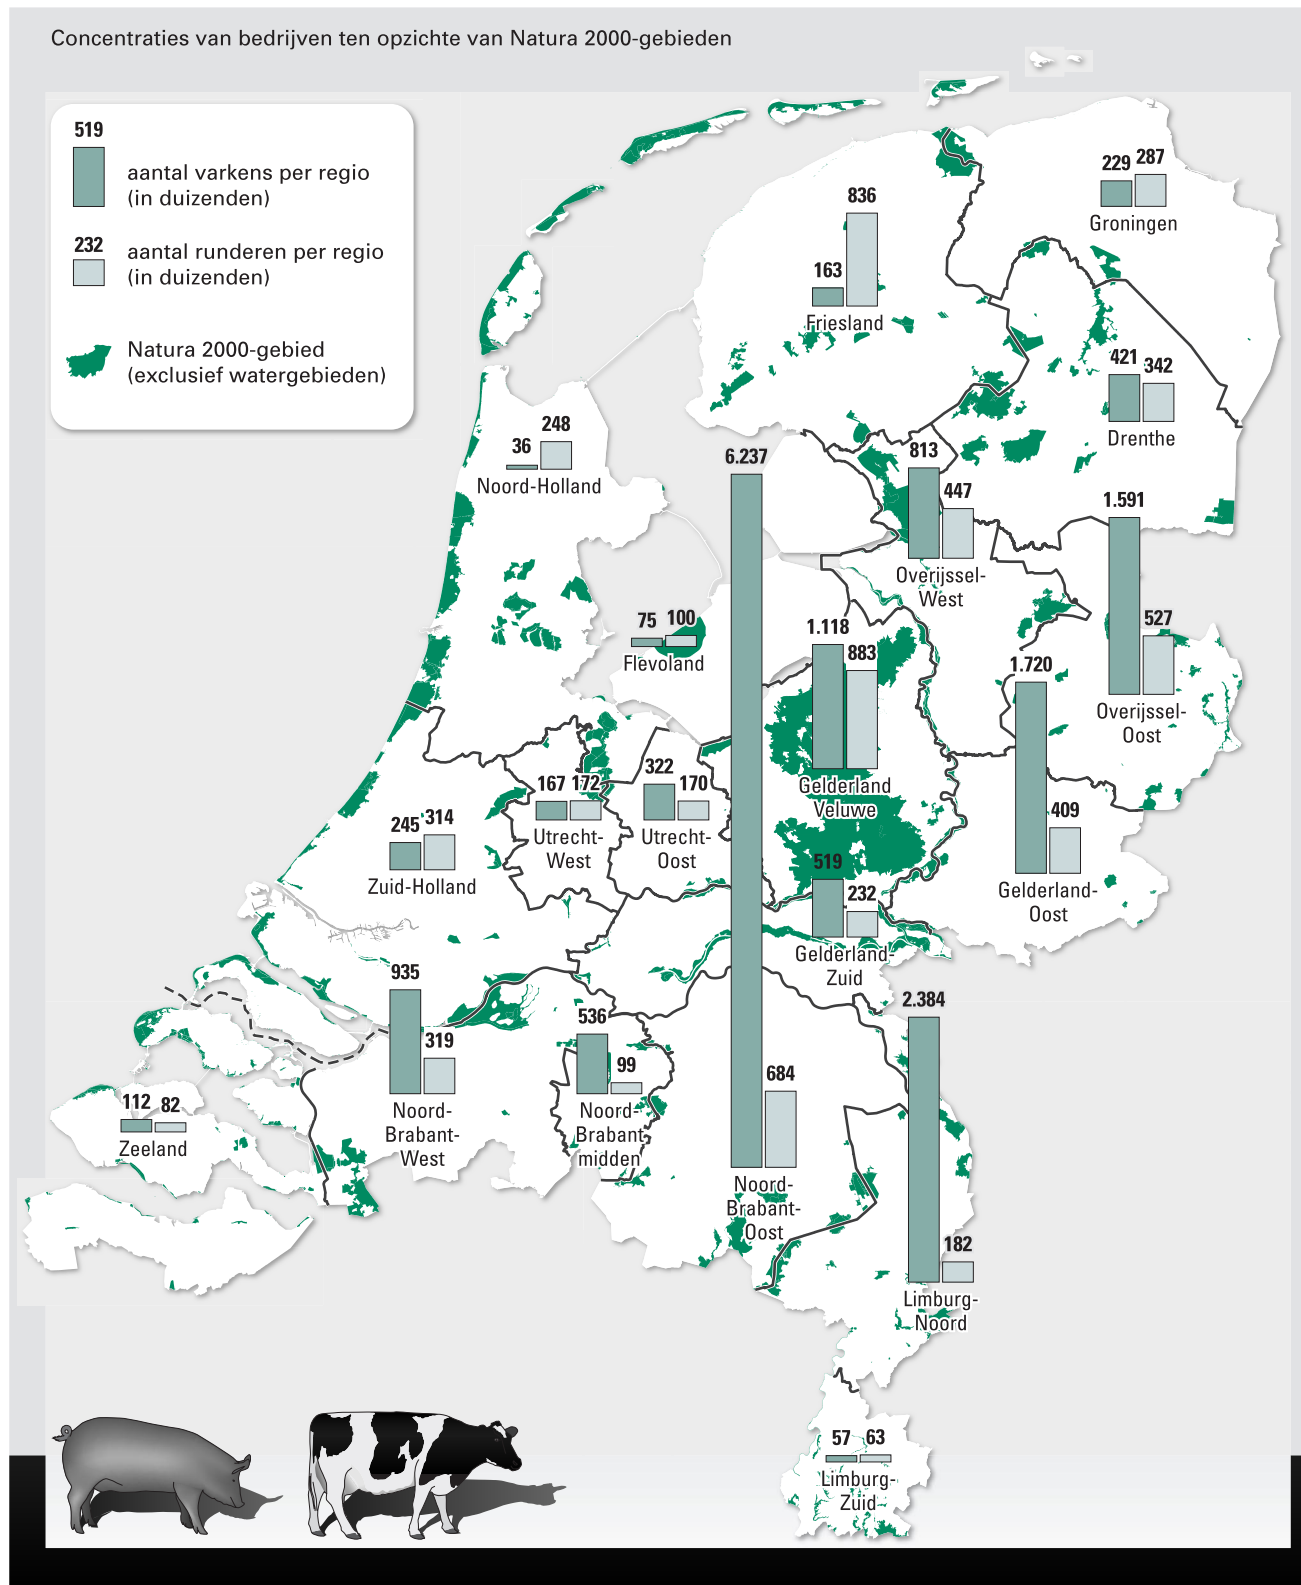 Concentraties van bedrijven ten opzichte van Natura 2000-gebieden
519
aantal varkens per regio
(in duizenden)
232
aantal runderen per regio
(in duizenden)
Natura 2000-gebied
(exclusief watergebieden)
229 287
Groningen
163 836
Friesland
421 342
Drenthe
36 248
Noord-Holland
813 447
Overijssel-
West
1.591 527
Overijssel-
Oost
75 100
Flevoland
1.118 883
Gelderland
Veluwe
1.720 409
Gelderland-
Oost
167 172
Utrecht-
West
322 170
Utrecht-
Oost
245 314
Zuid-Holland
519 232
Gelderland-
Zuid
935 319
Noord-
Brabant-
West
536 99
Noord-
Brabant
midden
6.237 684
Noord-
Brabant-
Oost
112 82
Zeeland
2.384 182
Limburg-
Noord
57 63
Limburg-
Zuid